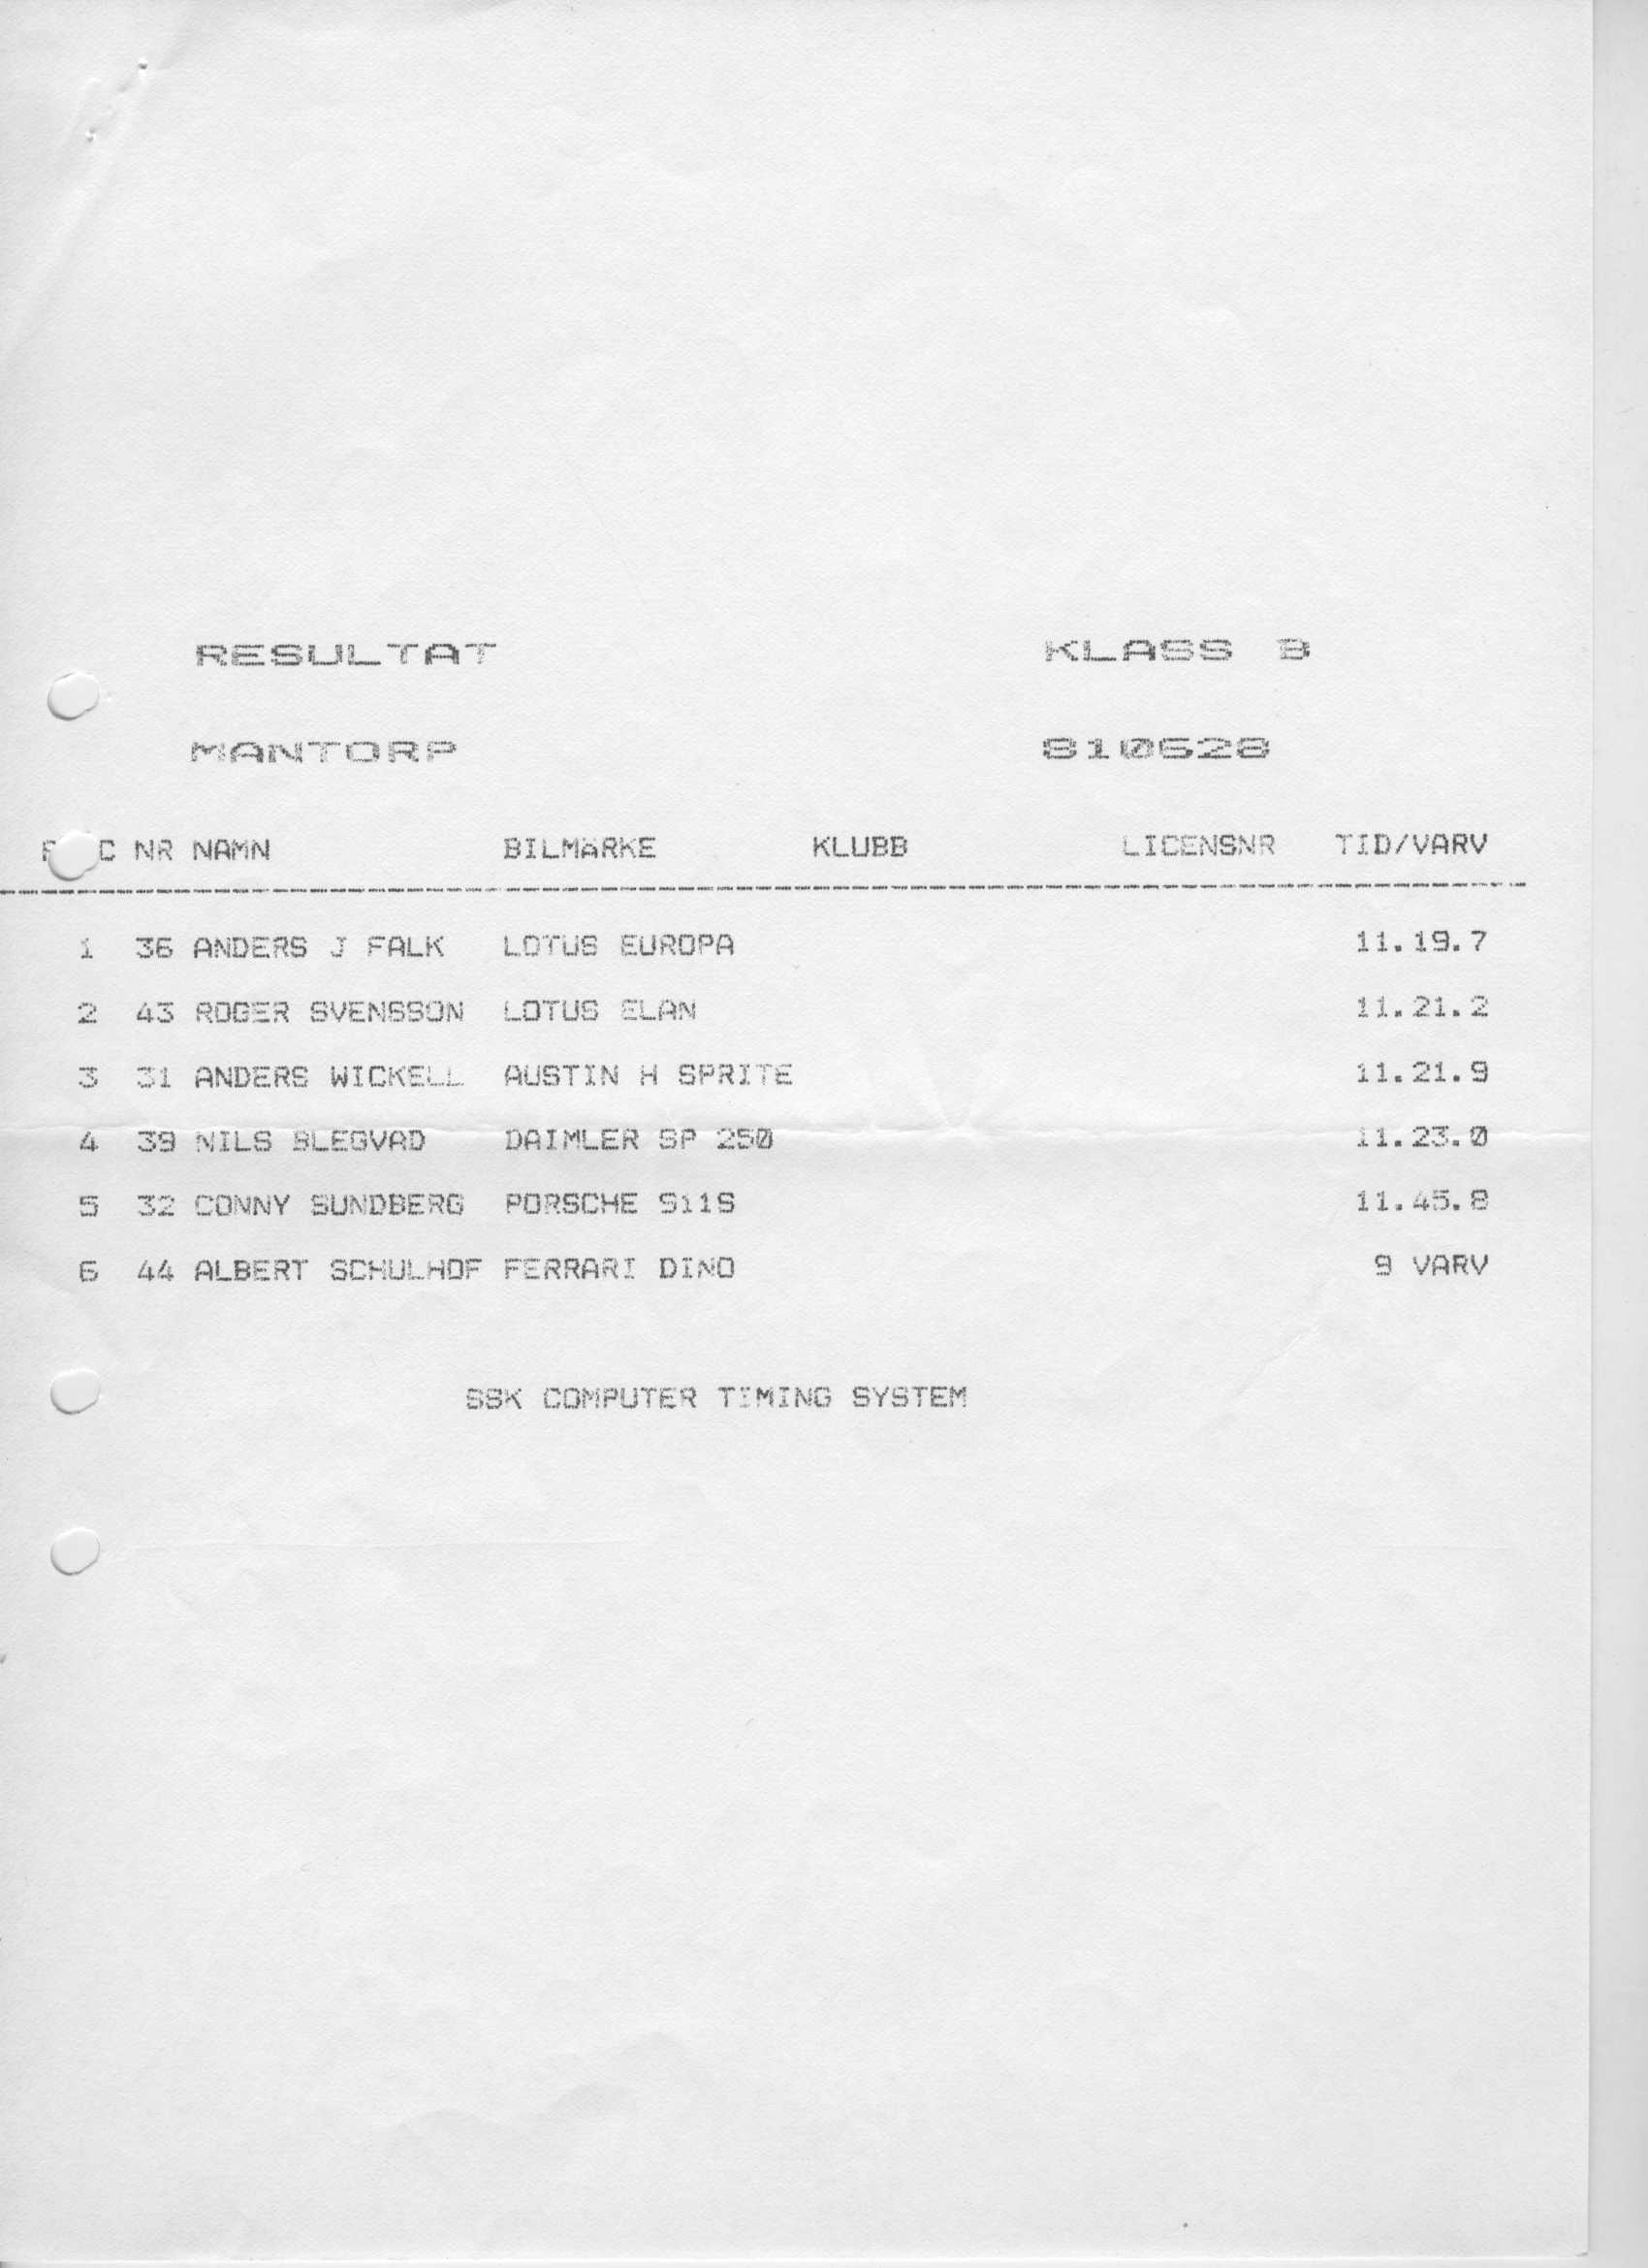 RESULTAT KLASS B
MANTORP 810628
NR NAMN BILMÄRKE KLUBB LICENSNR TID/VARV
1 36 ANDERS J FALK LOTUS EUROPA 11.19.7
2 43 ROGER SVENSSON LOTUS ELAN 11.21.2
3 31 ANDERS WICKELL AUSTIN H SPRITE 11.21.9
4 39 NILS BLEGVAD DAIMLER SP 250 11.23.0
5 32 CONNY SUNDBERG PORSCHE 911S 11.45.8
6 44 ALBERT SCHULHOF FERRARI DINO 9 VARV
SSK COMPUTER TIMING SYSTEM